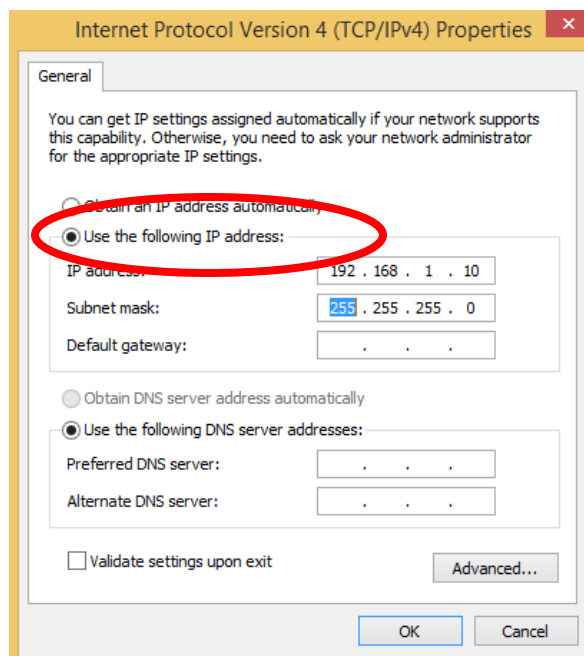 Internet Protocol Version 4 (TCP/IPv4) Properties
General
You can get IP settings assigned automatically if your network supports
this capability. Otherwise, you need to ask your network administrator
for the appropriate IP settings.
Obtain an IP address automatically
Use the following IP address:
IP address: 192 . 168 . 1 . 10
Subnet mask: 255 . 255 . 255 . 0
Default gateway: . . .
Obtain DNS server address automatically
Use the following DNS server addresses:
Preferred DNS server: . . .
Alternate DNS server: . . .
Validate settings upon exit
Advanced...
OK Cancel